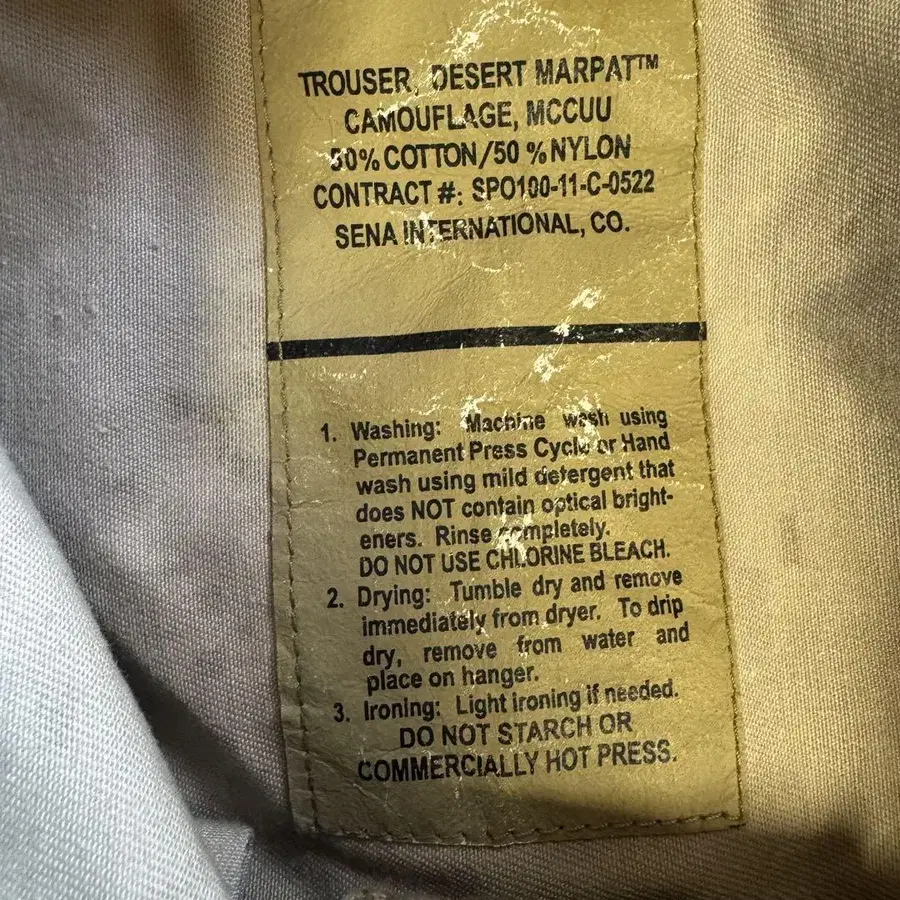 TROUSER, DESERT MARPAT™
CAMOUFLAGE, MCCUU
50% COTTON/50 % NYLON
CONTRACT #: SPO100-11-C-0522
SENA INTERNATIONAL, CO.
1. Washing: Machine wash using
Permanent Press Cycle or Hand
wash using mild detergent that
does NOT contain optical bright-
eners. Rinse completely.
DO NOT USE CHLORINE BLEACH.
2. Drying: Tumble dry and remove
immediately from dryer. To drip
dry, remove from water and
place on hanger.
3. Ironing: Light ironing if needed.
DO NOT STARCH OR
COMMERCIALLY HOT PRESS.